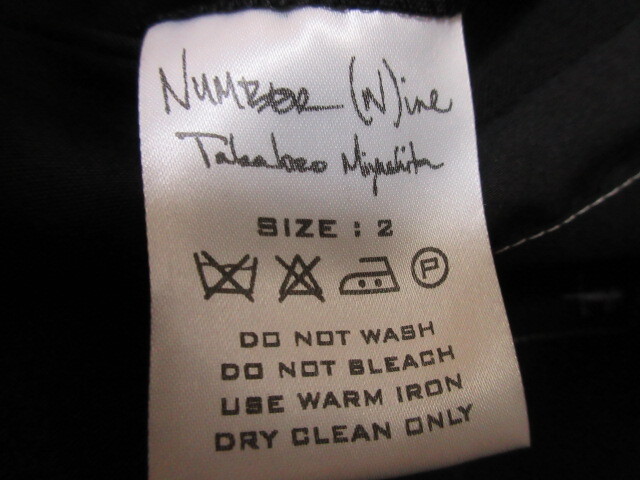 NUMBER (N)ine
Takahiro Miyashita
SIZE : 2
P
DO NOT WASH
DO NOT BLEACH
USE WARM IRON
DRY CLEAN ONLY